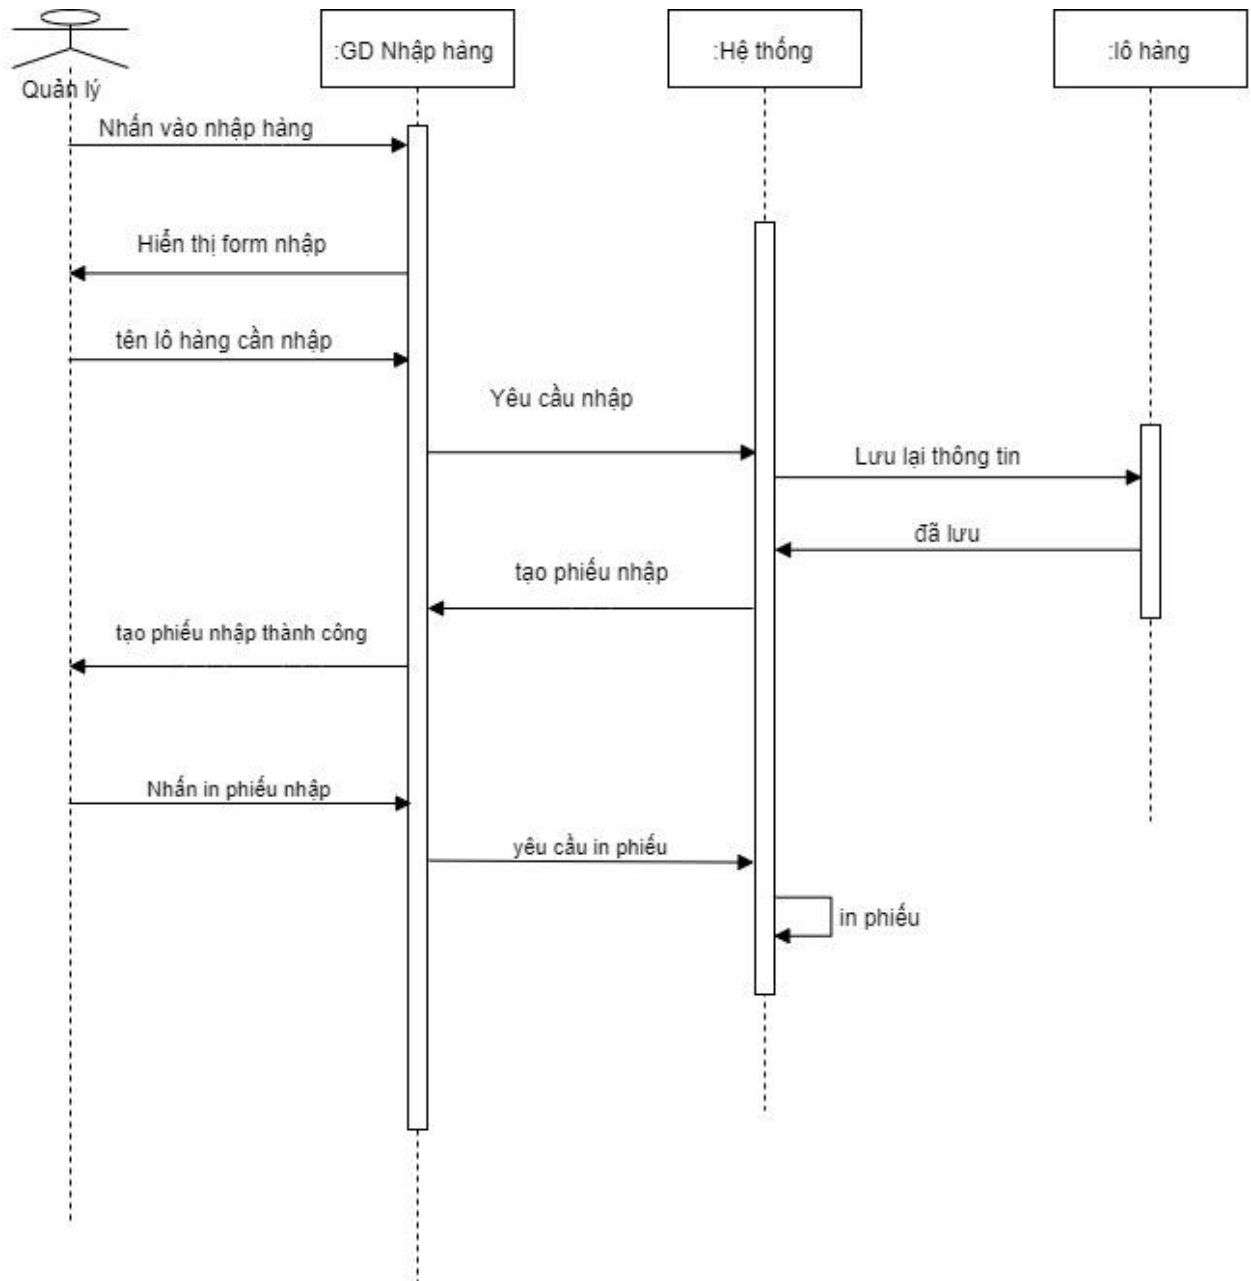 :GD Nhập hàng
:Hệ thống
:lô hàng
Quản lý
Nhấn vào nhập hàng
Hiển thị form nhập
tên lô hàng cần nhập
Yêu cầu nhập
Lưu lại thông tin
đã lưu
tạo phiếu nhập
tạo phiếu nhập thành công
Nhấn in phiếu nhập
yêu cầu in phiếu
in phiếu